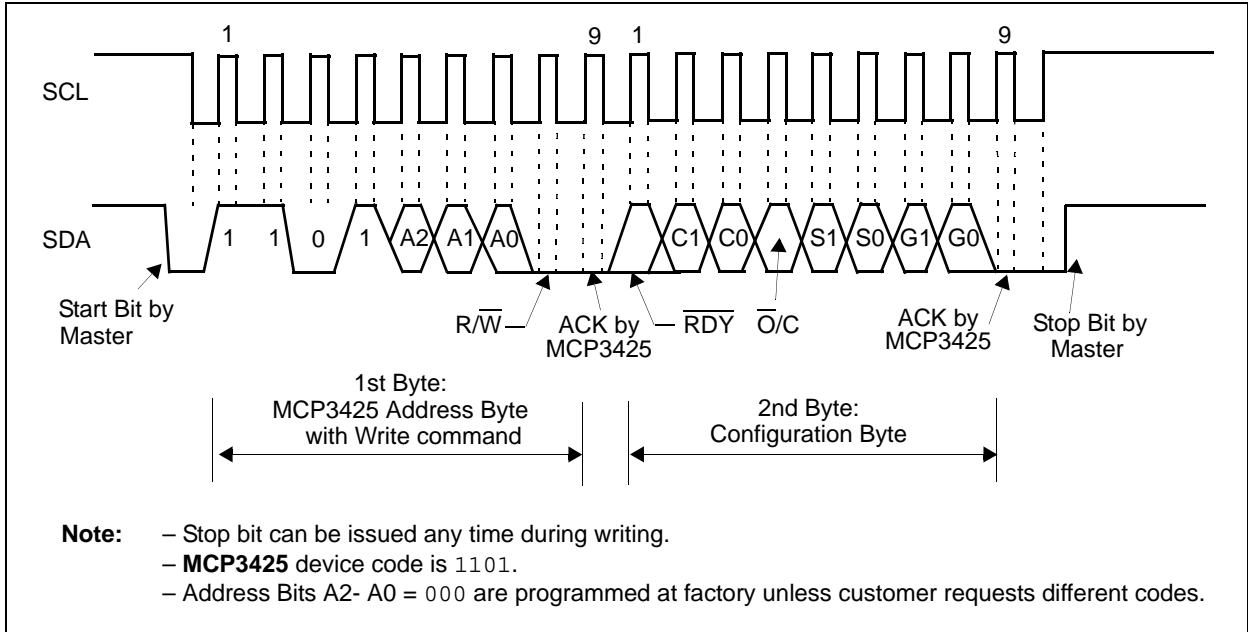 1 9 1 9
SCL
SDA
1 1 0 1 A2 A1 A0 C1 C0 S1 S0 G1 G0
Start Bit by
Master
R/W̅
ACK by
MCP3425
R̅D̅Y̅
O̅/C
ACK by
MCP3425
Stop Bit by
Master
1st Byte:
MCP3425 Address Byte
with Write command
2nd Byte:
Configuration Byte
Note: – Stop bit can be issued any time during writing.
– MCP3425 device code is 1101.
– Address Bits A2- A0 = 000 are programmed at factory unless customer requests different codes.